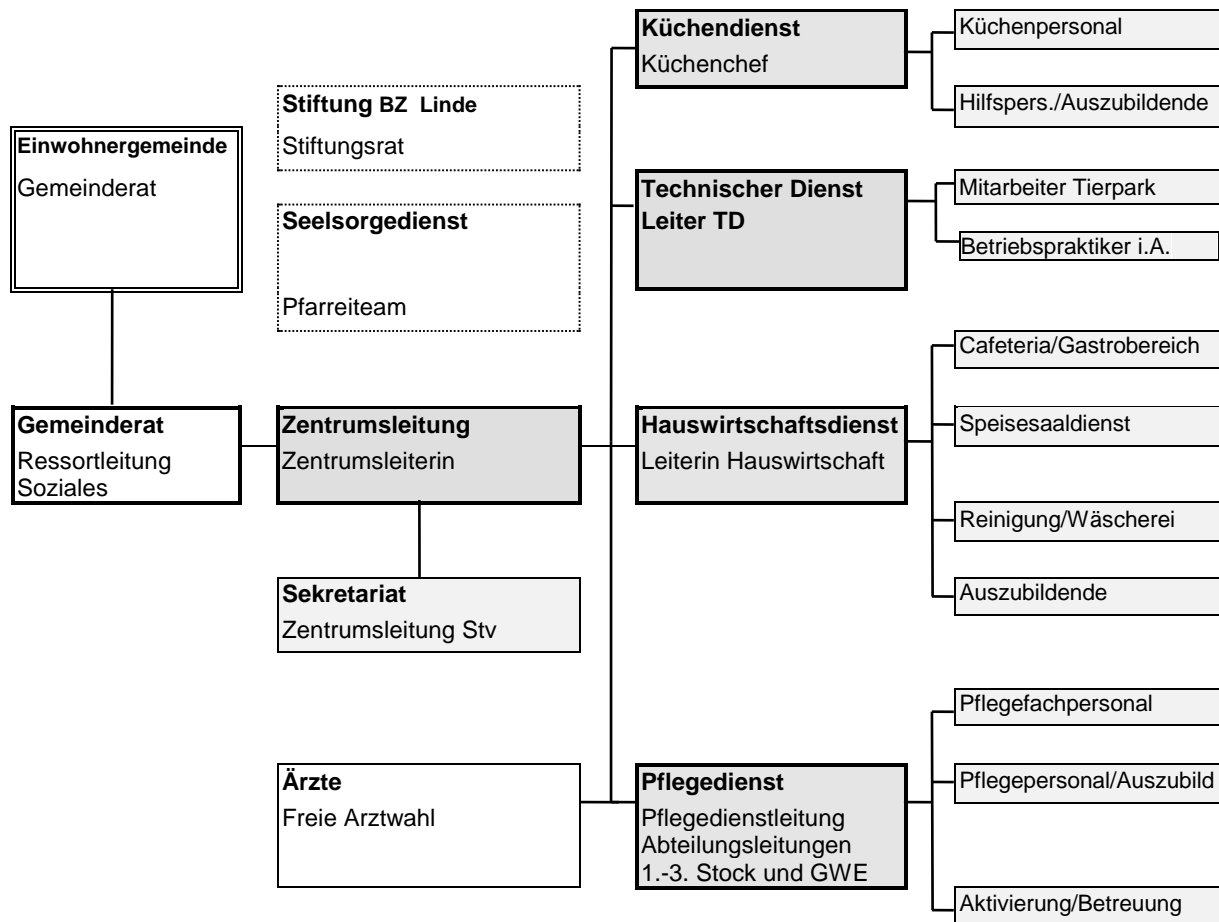 Einwohnergemeinde
Gemeinderat
Gemeinderat
Ressortleitung
Soziales
Stiftung BZ Linde
Stiftungsrat
Seelsorgedienst
Pfarreiteam
Zentrumsleitung
Zentrumsleiterin
Sekretariat
Zentrumsleitung Stv
Ärzte
Freie Arztwahl
Küchendienst
Küchenchef
Technischer Dienst
Leiter TD
Hauswirtschaftsdienst
Leiterin Hauswirtschaft
Pflegedienst
Pflegedienstleitung
Abteilungsleitungen
1.-3. Stock und GWE
Küchenpersonal
Hilfspers./Auszubildende
Mitarbeiter Tierpark
Betriebspraktiker i.A.
Cafeteria/Gastrobereich
Speisesaaldienst
Reinigung/Wäscherei
Auszubildende
Pflegefachpersonal
Pflegepersonal/Auszubild
Aktivierung/Betreuung